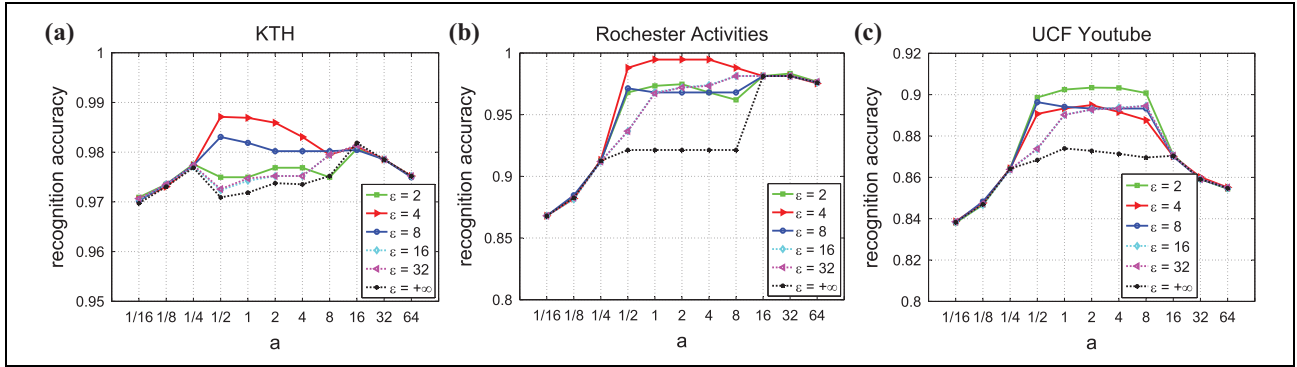 (a)
KTH
recognition accuracy
1
0.99
0.98
0.97
0.96
0.95
1/16 1/8 1/4 1/2 1 2 4 8 16 32 64
a
ε = 2
ε = 4
ε = 8
ε = 16
ε = 32
ε = +∞
(b)
Rochester Activities
recognition accuracy
1
0.95
0.9
0.85
0.8
1/16 1/8 1/4 1/2 1 2 4 8 16 32 64
a
ε = 2
ε = 4
ε = 8
ε = 16
ε = 32
ε = +∞
(c)
UCF Youtube
recognition accuracy
0.92
0.9
0.88
0.86
0.84
0.82
0.8
1/16 1/8 1/4 1/2 1 2 4 8 16 32 64
a
ε = 2
ε = 4
ε = 8
ε = 16
ε = 32
ε = +∞